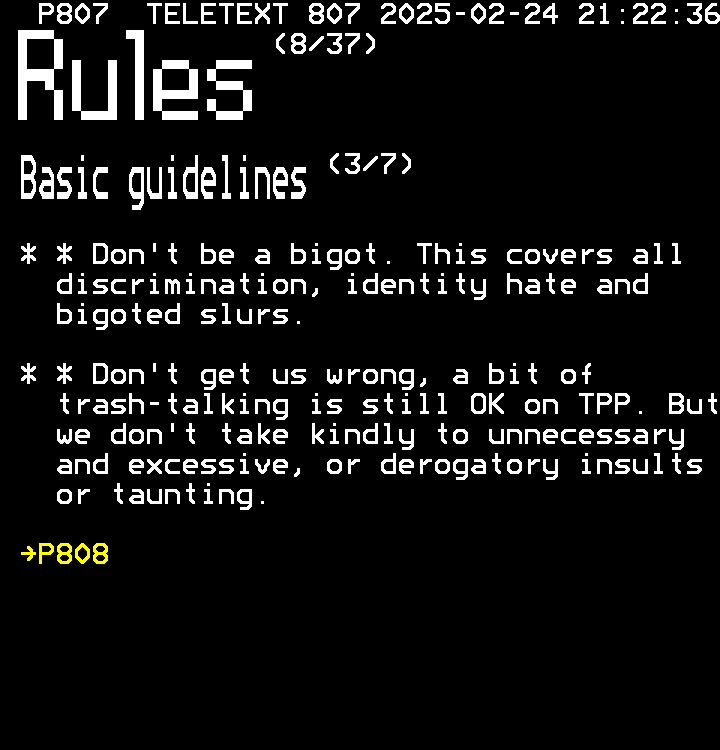 P807 TELETEXT 807 2025-02-24 21:22:36
Rules (8/37)
Basic guidelines (3/7)
* * Don't be a bigot. This covers all
discrimination, identity hate and
bigoted slurs.
* * Don't get us wrong, a bit of
trash-talking is still OK on TPP. But
we don't take kindly to unnecessary
and excessive, or derogatory insults
or taunting.
→P808